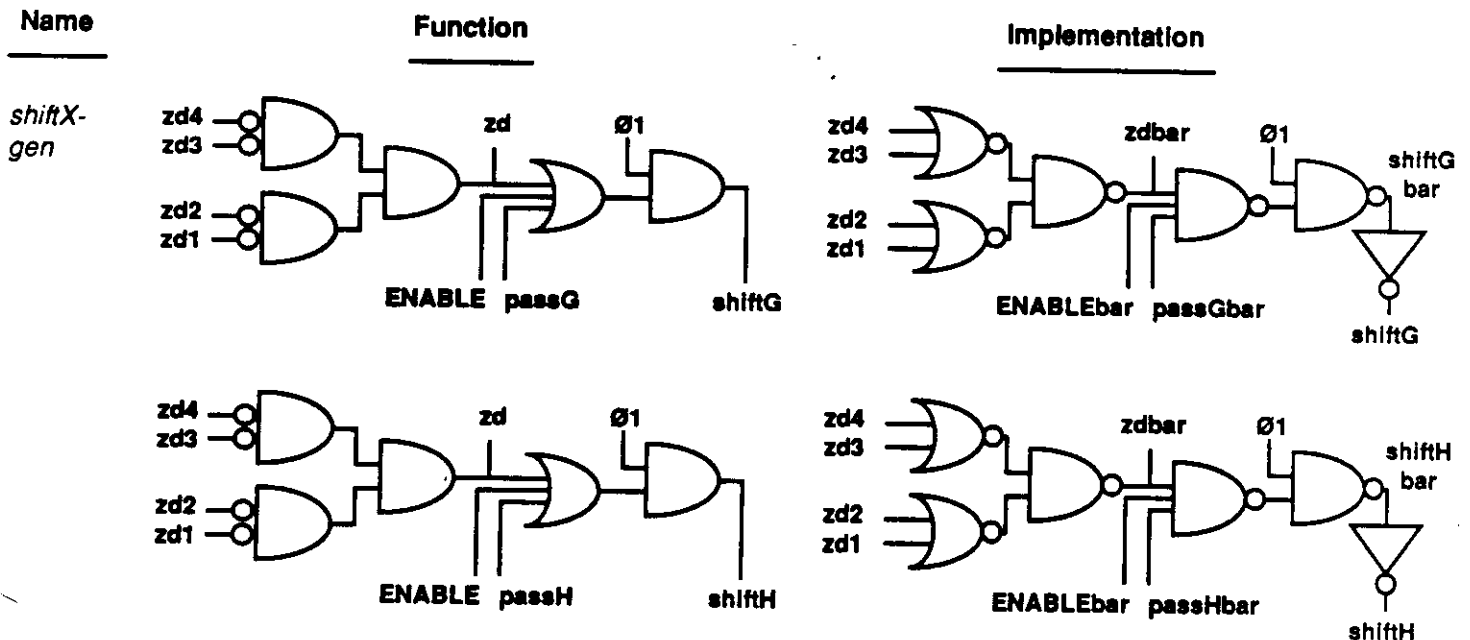 Name
Function
Implementation
shiftX-
gen
zd4
zd3
zd2
zd1
zd
Ø1
ENABLE passG
shiftG
zd4
zd3
zd2
zd1
zdbar
Ø1
shiftG
bar
ENABLEbar passGbar
shiftG
zd4
zd3
zd2
zd1
zd
Ø1
ENABLE passH
shiftH
zd4
zd3
zd2
zd1
zdbar
Ø1
shiftH
bar
ENABLEbar passHbar
shiftH